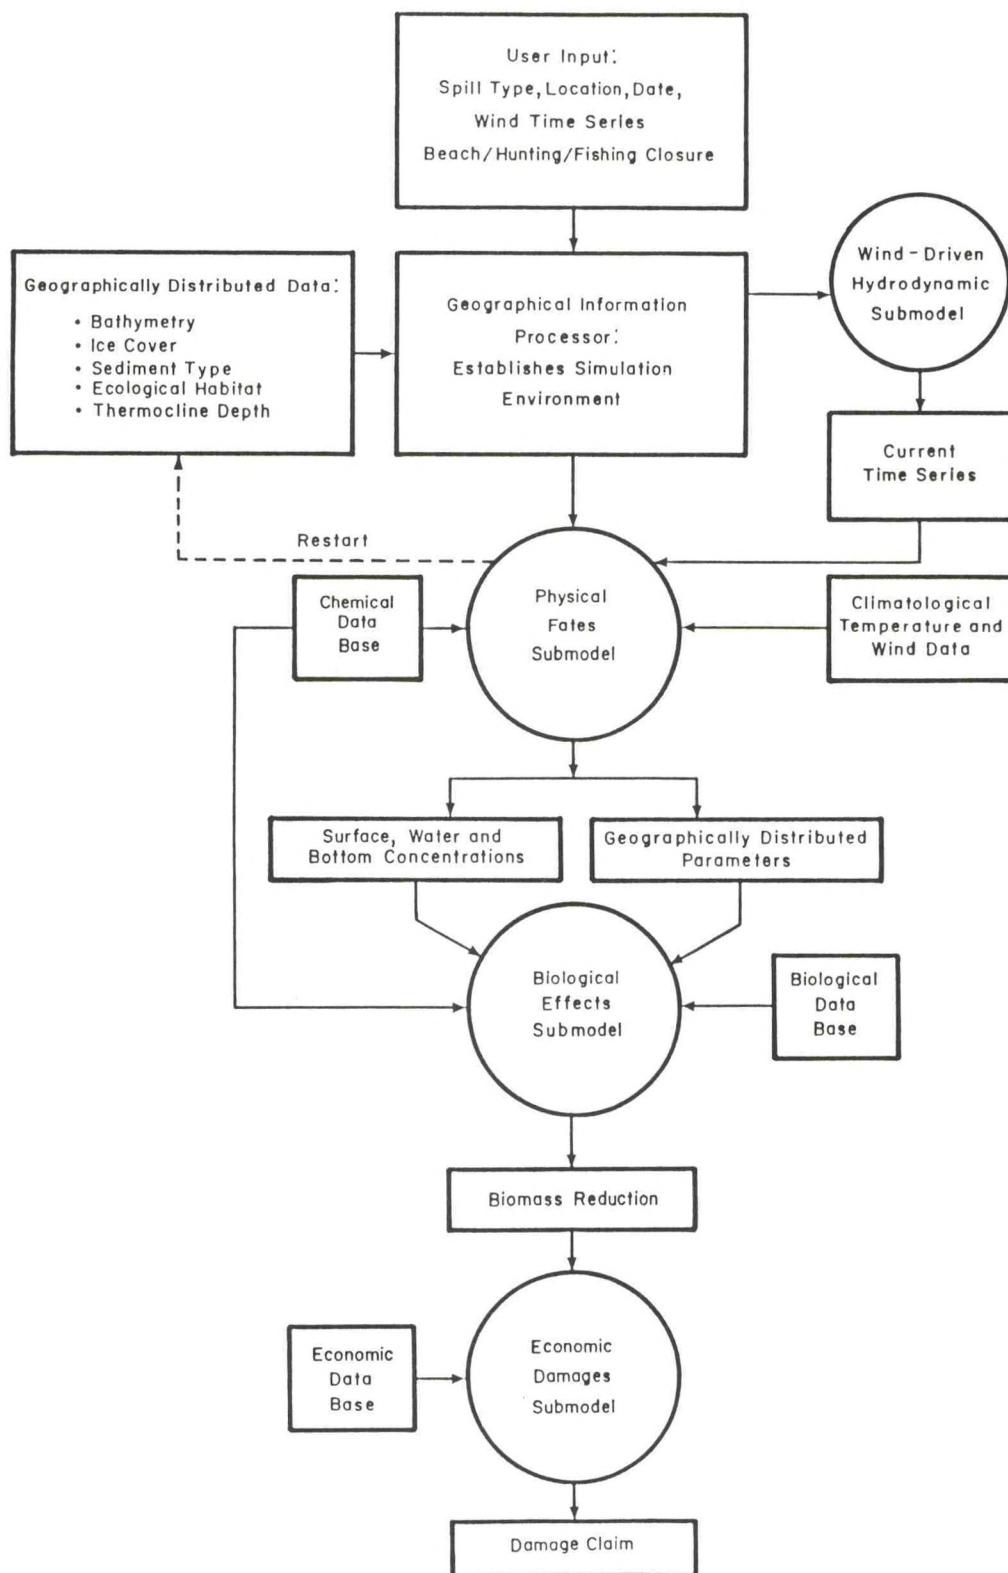 User Input:
Spill Type, Location, Date,
Wind Time Series
Beach/Hunting/Fishing Closure
Geographically Distributed Data:
• Bathymetry
• Ice Cover
• Sediment Type
• Ecological Habitat
• Thermocline Depth
Geographical Information
Processor:
Establishes Simulation
Environment
Wind-Driven
Hydrodynamic
Submodel
Current
Time Series
Restart
Chemical
Data
Base
Physical
Fates
Submodel
Climatological
Temperature and
Wind Data
Surface, Water and
Bottom Concentrations
Geographically Distributed
Parameters
Biological
Effects
Submodel
Biological
Data
Base
Biomass Reduction
Economic
Data
Base
Economic
Damages
Submodel
Damage Claim